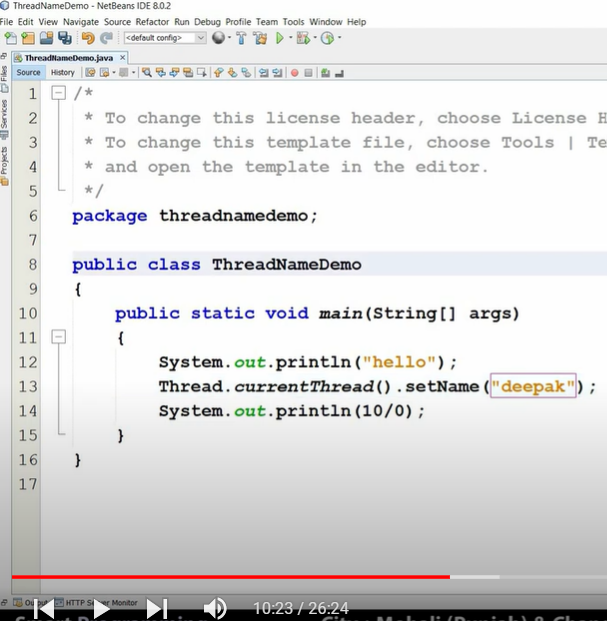 ThreadNameDemo - NetBeans IDE 8.0.2
File Edit View Navigate Source Refactor Run Debug Profile Team Tools Window Help
<default config>
ThreadNameDemo.java
Source History
Files
Services
Projects
1 /*
2 * To change this license header, choose License H
3 * To change this template file, choose Tools | Te
4 * and open the template in the editor.
5 */
6 package threadnamedemo;
7
8 public class ThreadNameDemo
9 {
10 public static void main(String[] args)
11 {
12 System.out.println("hello");
13 Thread.currentThread().setName("deepak");
14 System.out.println(10/0);
15 }
16 }
17
HTTP Server Monitor
10:23 / 26:24